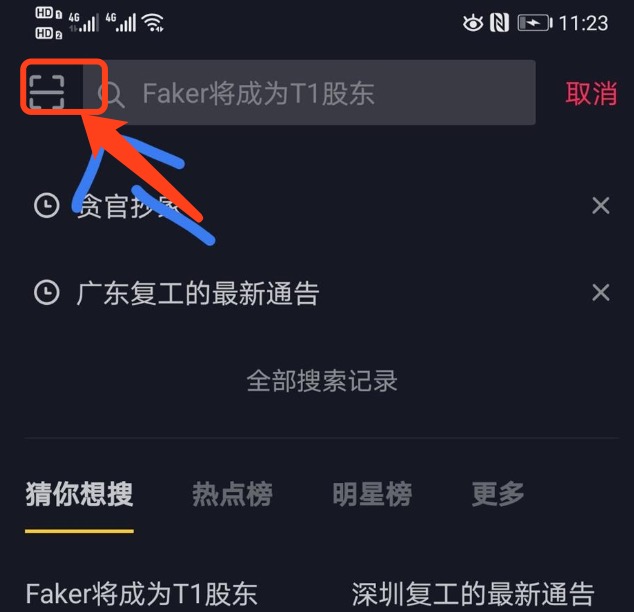 HD 1 4G 4G 11:23
HD 2
Faker将成为T1股东 取消
贪官抄家
广东复工的最新通告
全部搜索记录
猜你想搜 热点榜 明星榜 更多
Faker将成为T1股东 深圳复工的最新通告